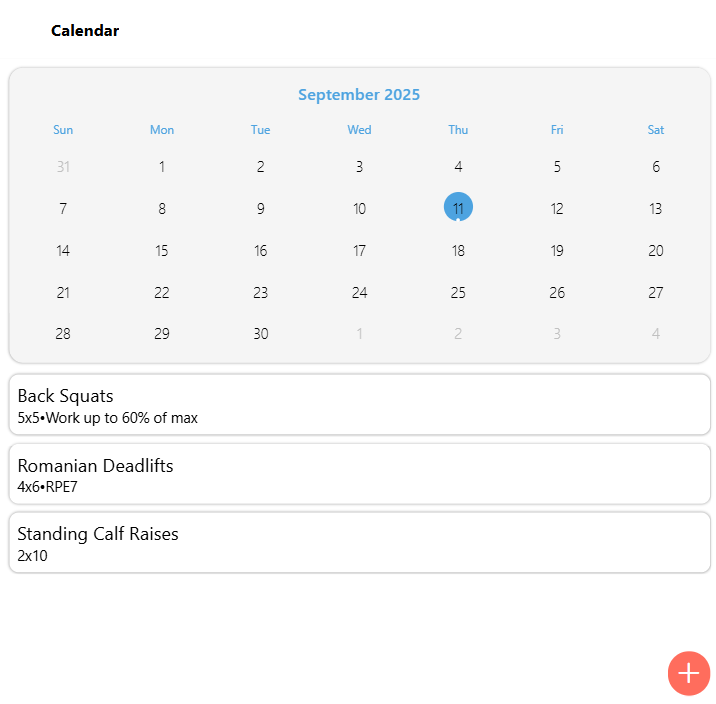 Calendar
September 2025
Sun Mon Tue Wed Thu Fri Sat
31 1 2 3 4 5 6
7 8 9 10 11 12 13
14 15 16 17 18 19 20
21 22 23 24 25 26 27
28 29 30 1 2 3 4
Back Squats
5x5•Work up to 60% of max
Romanian Deadlifts
4x6•RPE7
Standing Calf Raises
2x10